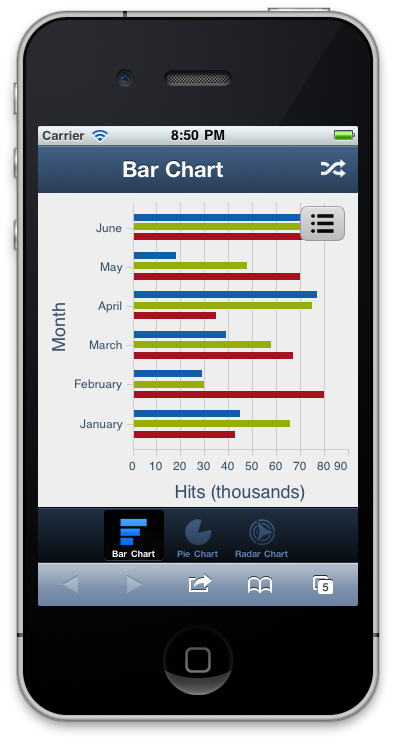 Carrier 8:50 PM
Bar Chart
June
May
April
March
February
January
Month
0 10 20 30 40 50 60 70 80 90
Hits (thousands)
Bar Chart Pie Chart Radar Chart
5